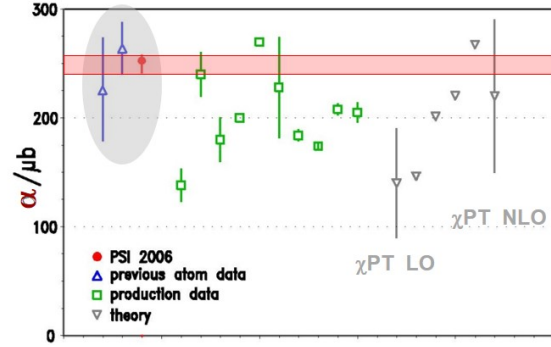 300
200
100
0
α/μb
χPT NLO
χPT LO
PSI 2006
previous atom data
production data
theory